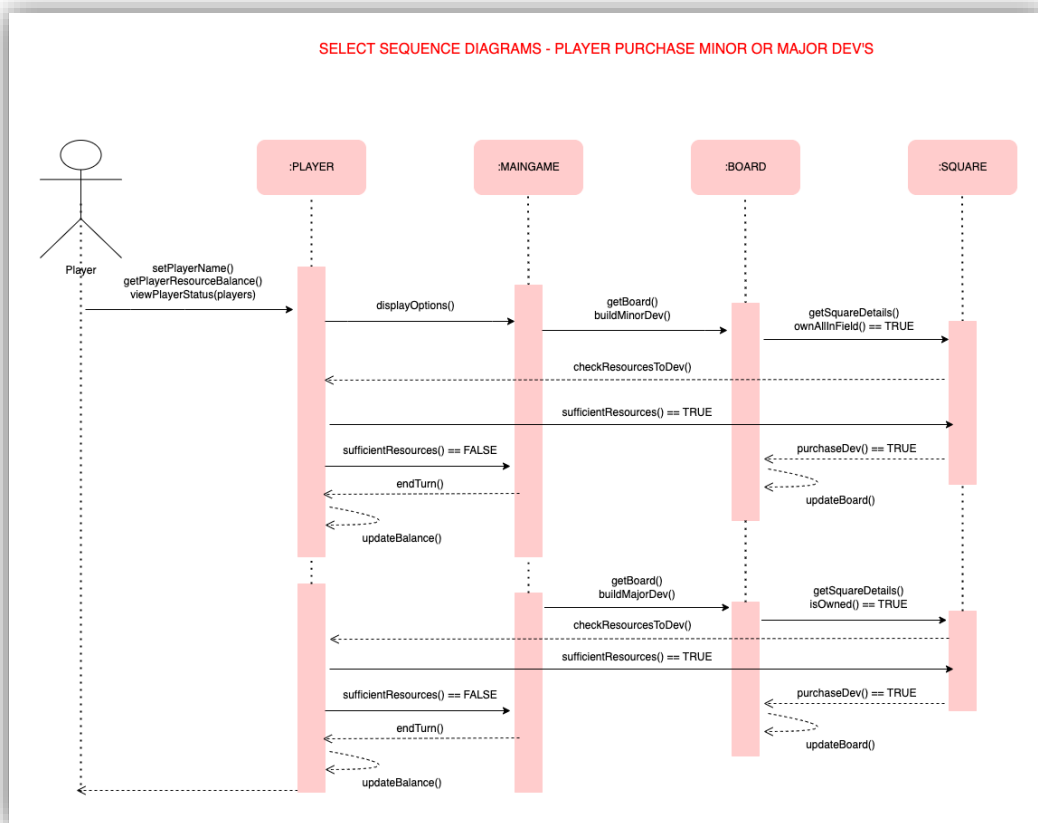 SELECT SEQUENCE DIAGRAMS - PLAYER PURCHASE MINOR OR MAJOR DEV'S
:PLAYER
:MAINGAME
:BOARD
:SQUARE
Player
setPlayerName()
getPlayerResourceBalance()
viewPlayerStatus(players)
displayOptions()
getBoard()
buildMinorDev()
getSquareDetails()
ownAllInField() == TRUE
checkResourcesToDev()
sufficientResources() == TRUE
sufficientResources() == FALSE
purchaseDev() == TRUE
endTurn()
updateBoard()
updateBalance()
getBoard()
buildMajorDev()
getSquareDetails()
isOwned() == TRUE
checkResourcesToDev()
sufficientResources() == TRUE
sufficientResources() == FALSE
purchaseDev() == TRUE
endTurn()
updateBoard()
updateBalance()